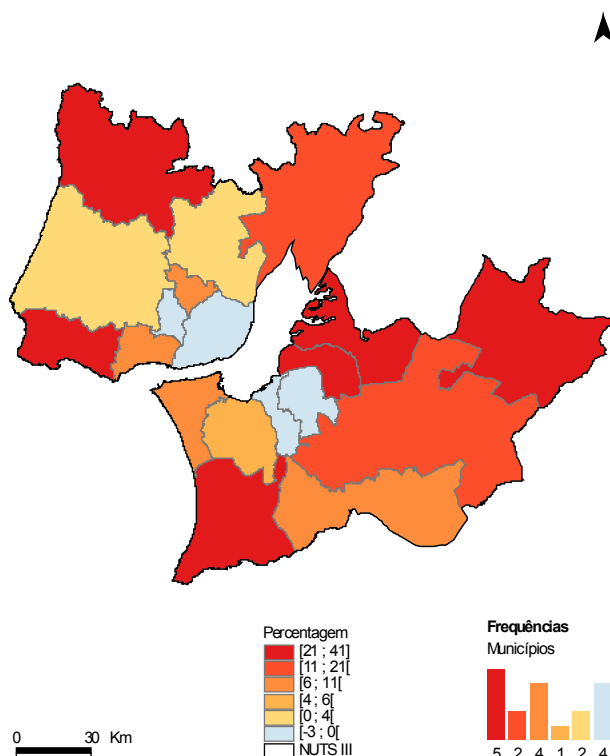 Percentagem
[21 ; 41]
[11 ; 21[
[6 ; 11[
[4 ; 6[
[0 ; 4[
[-3 ; 0[
NUTS III
Frequências
Municípios
5 2 4 1 2 4
0 30 Km